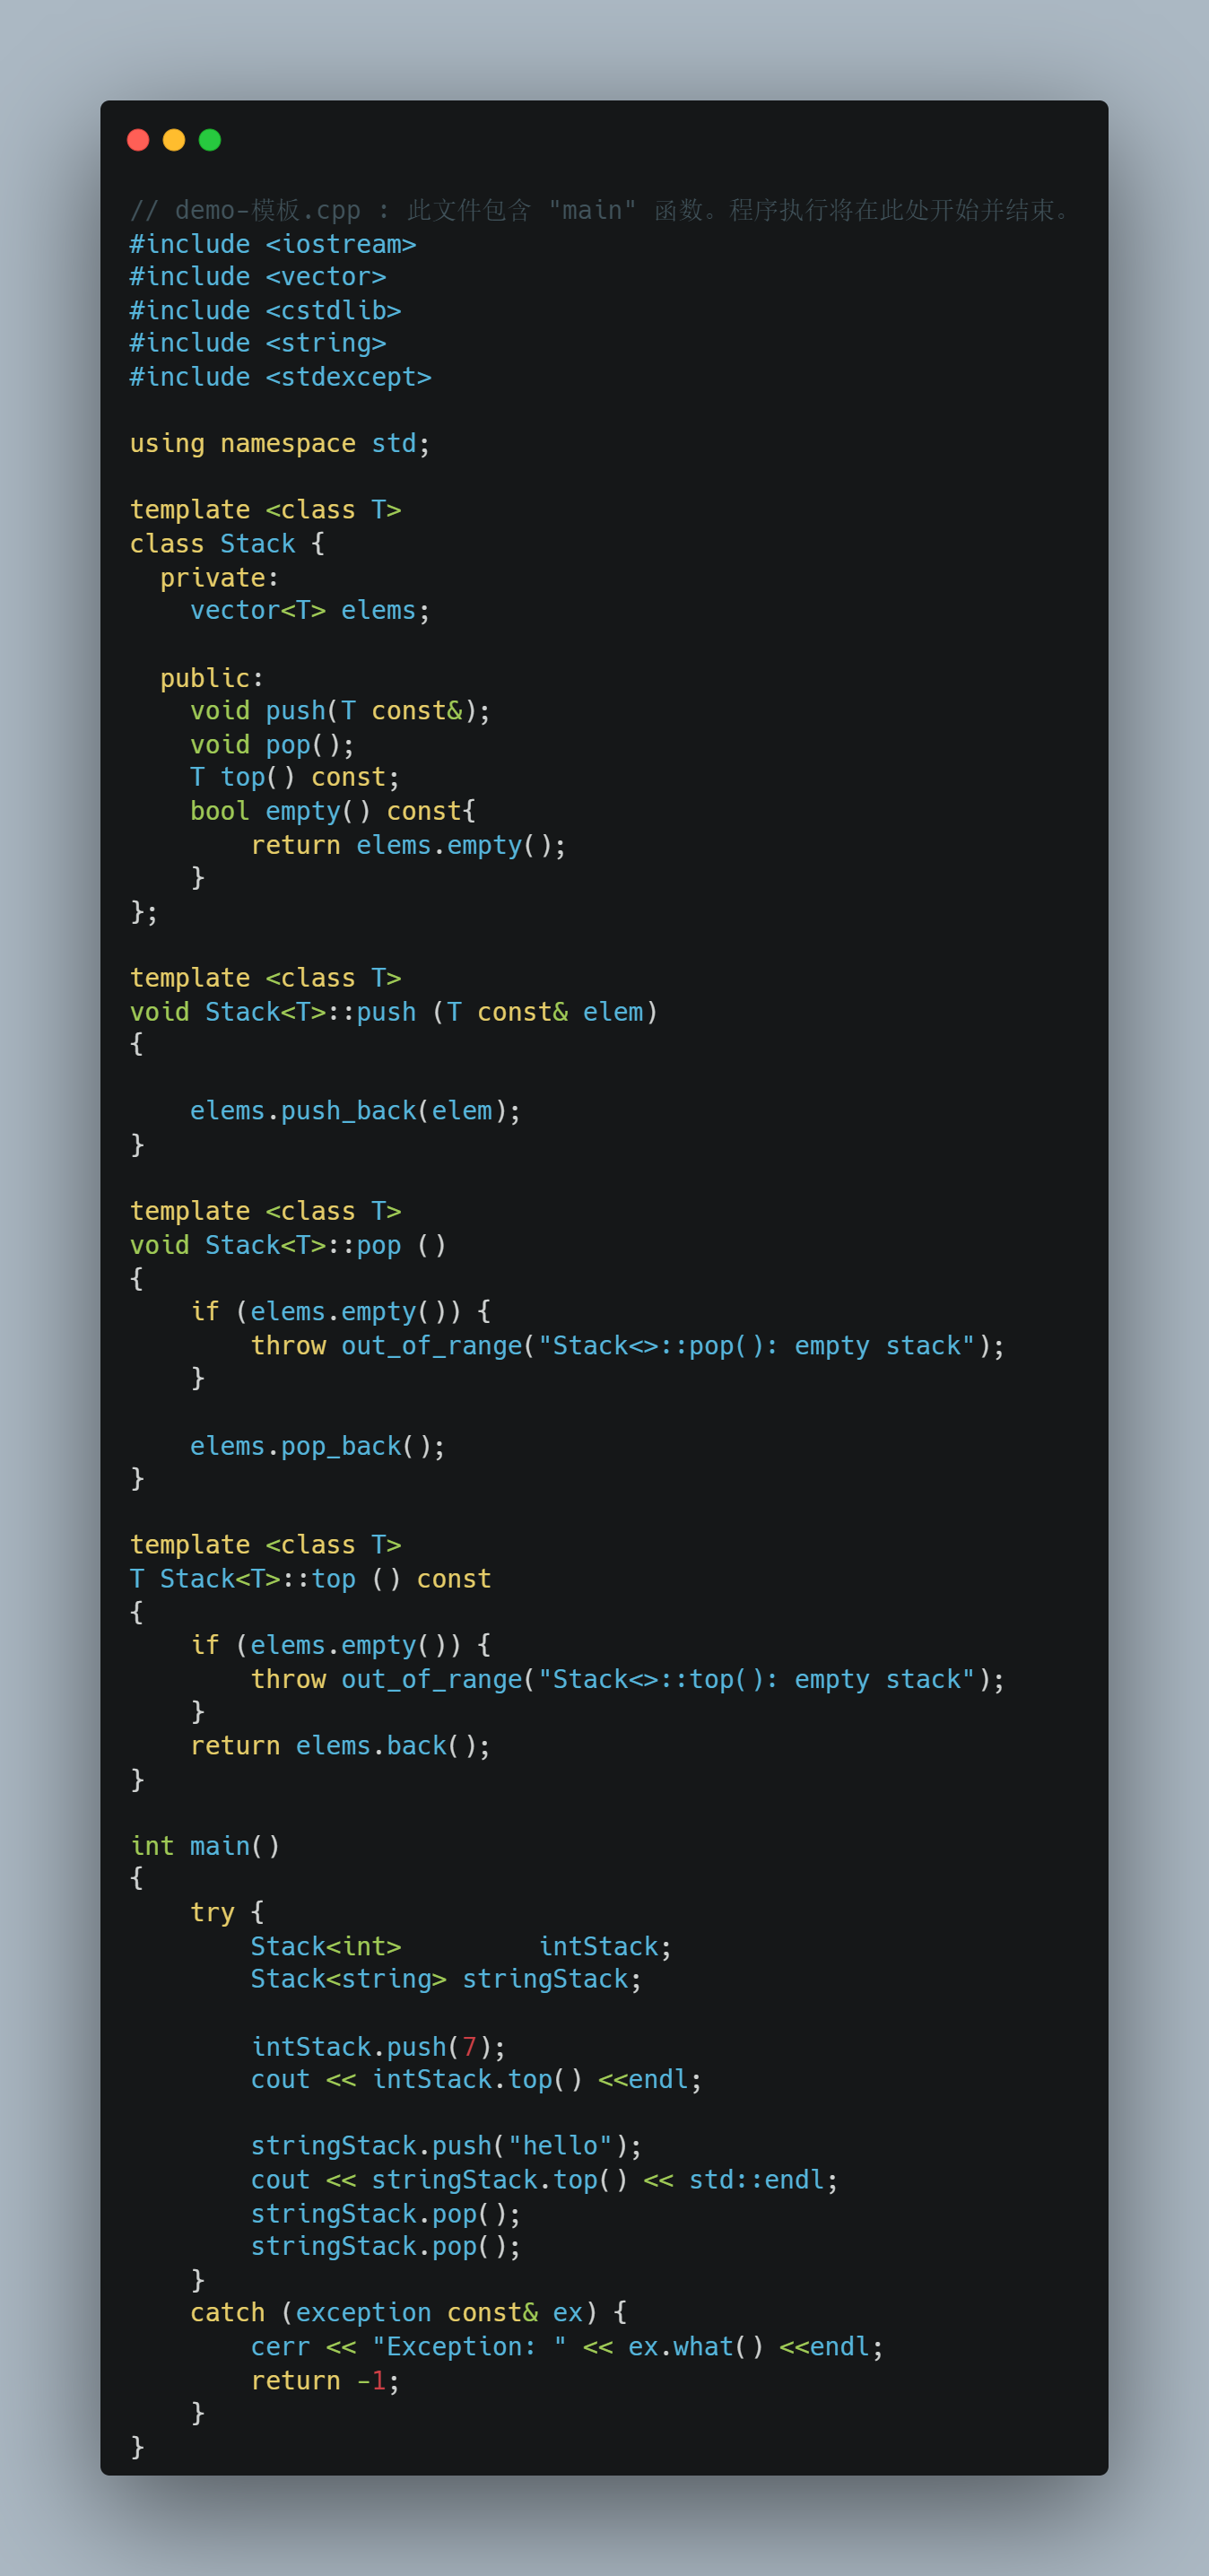 // demo-模板.cpp : 此文件包含 "main" 函数。程序执行将在此处开始并结束。
#include <iostream>
#include <vector>
#include <cstdlib>
#include <string>
#include <stdexcept>

using namespace std;

template <class T>
class Stack {
  private:
    vector<T> elems;

  public:
    void push(T const&);
    void pop();
    T top() const;
    bool empty() const{
        return elems.empty();
    }
};

template <class T>
void Stack<T>::push (T const& elem)
{

    elems.push_back(elem);
}

template <class T>
void Stack<T>::pop ()
{
    if (elems.empty()) {
        throw out_of_range("Stack<>::pop(): empty stack");
    }

    elems.pop_back();
}

template <class T>
T Stack<T>::top () const
{
    if (elems.empty()) {
        throw out_of_range("Stack<>::top(): empty stack");
    }
    return elems.back();
}

int main()
{
    try {
        Stack<int>         intStack;
        Stack<string> stringStack;

        intStack.push(7);
        cout << intStack.top() <<endl;

        stringStack.push("hello");
        cout << stringStack.top() << std::endl;
        stringStack.pop();
        stringStack.pop();
    }
    catch (exception const& ex) {
        cerr << "Exception: " << ex.what() <<endl;
        return -1;
    }
}